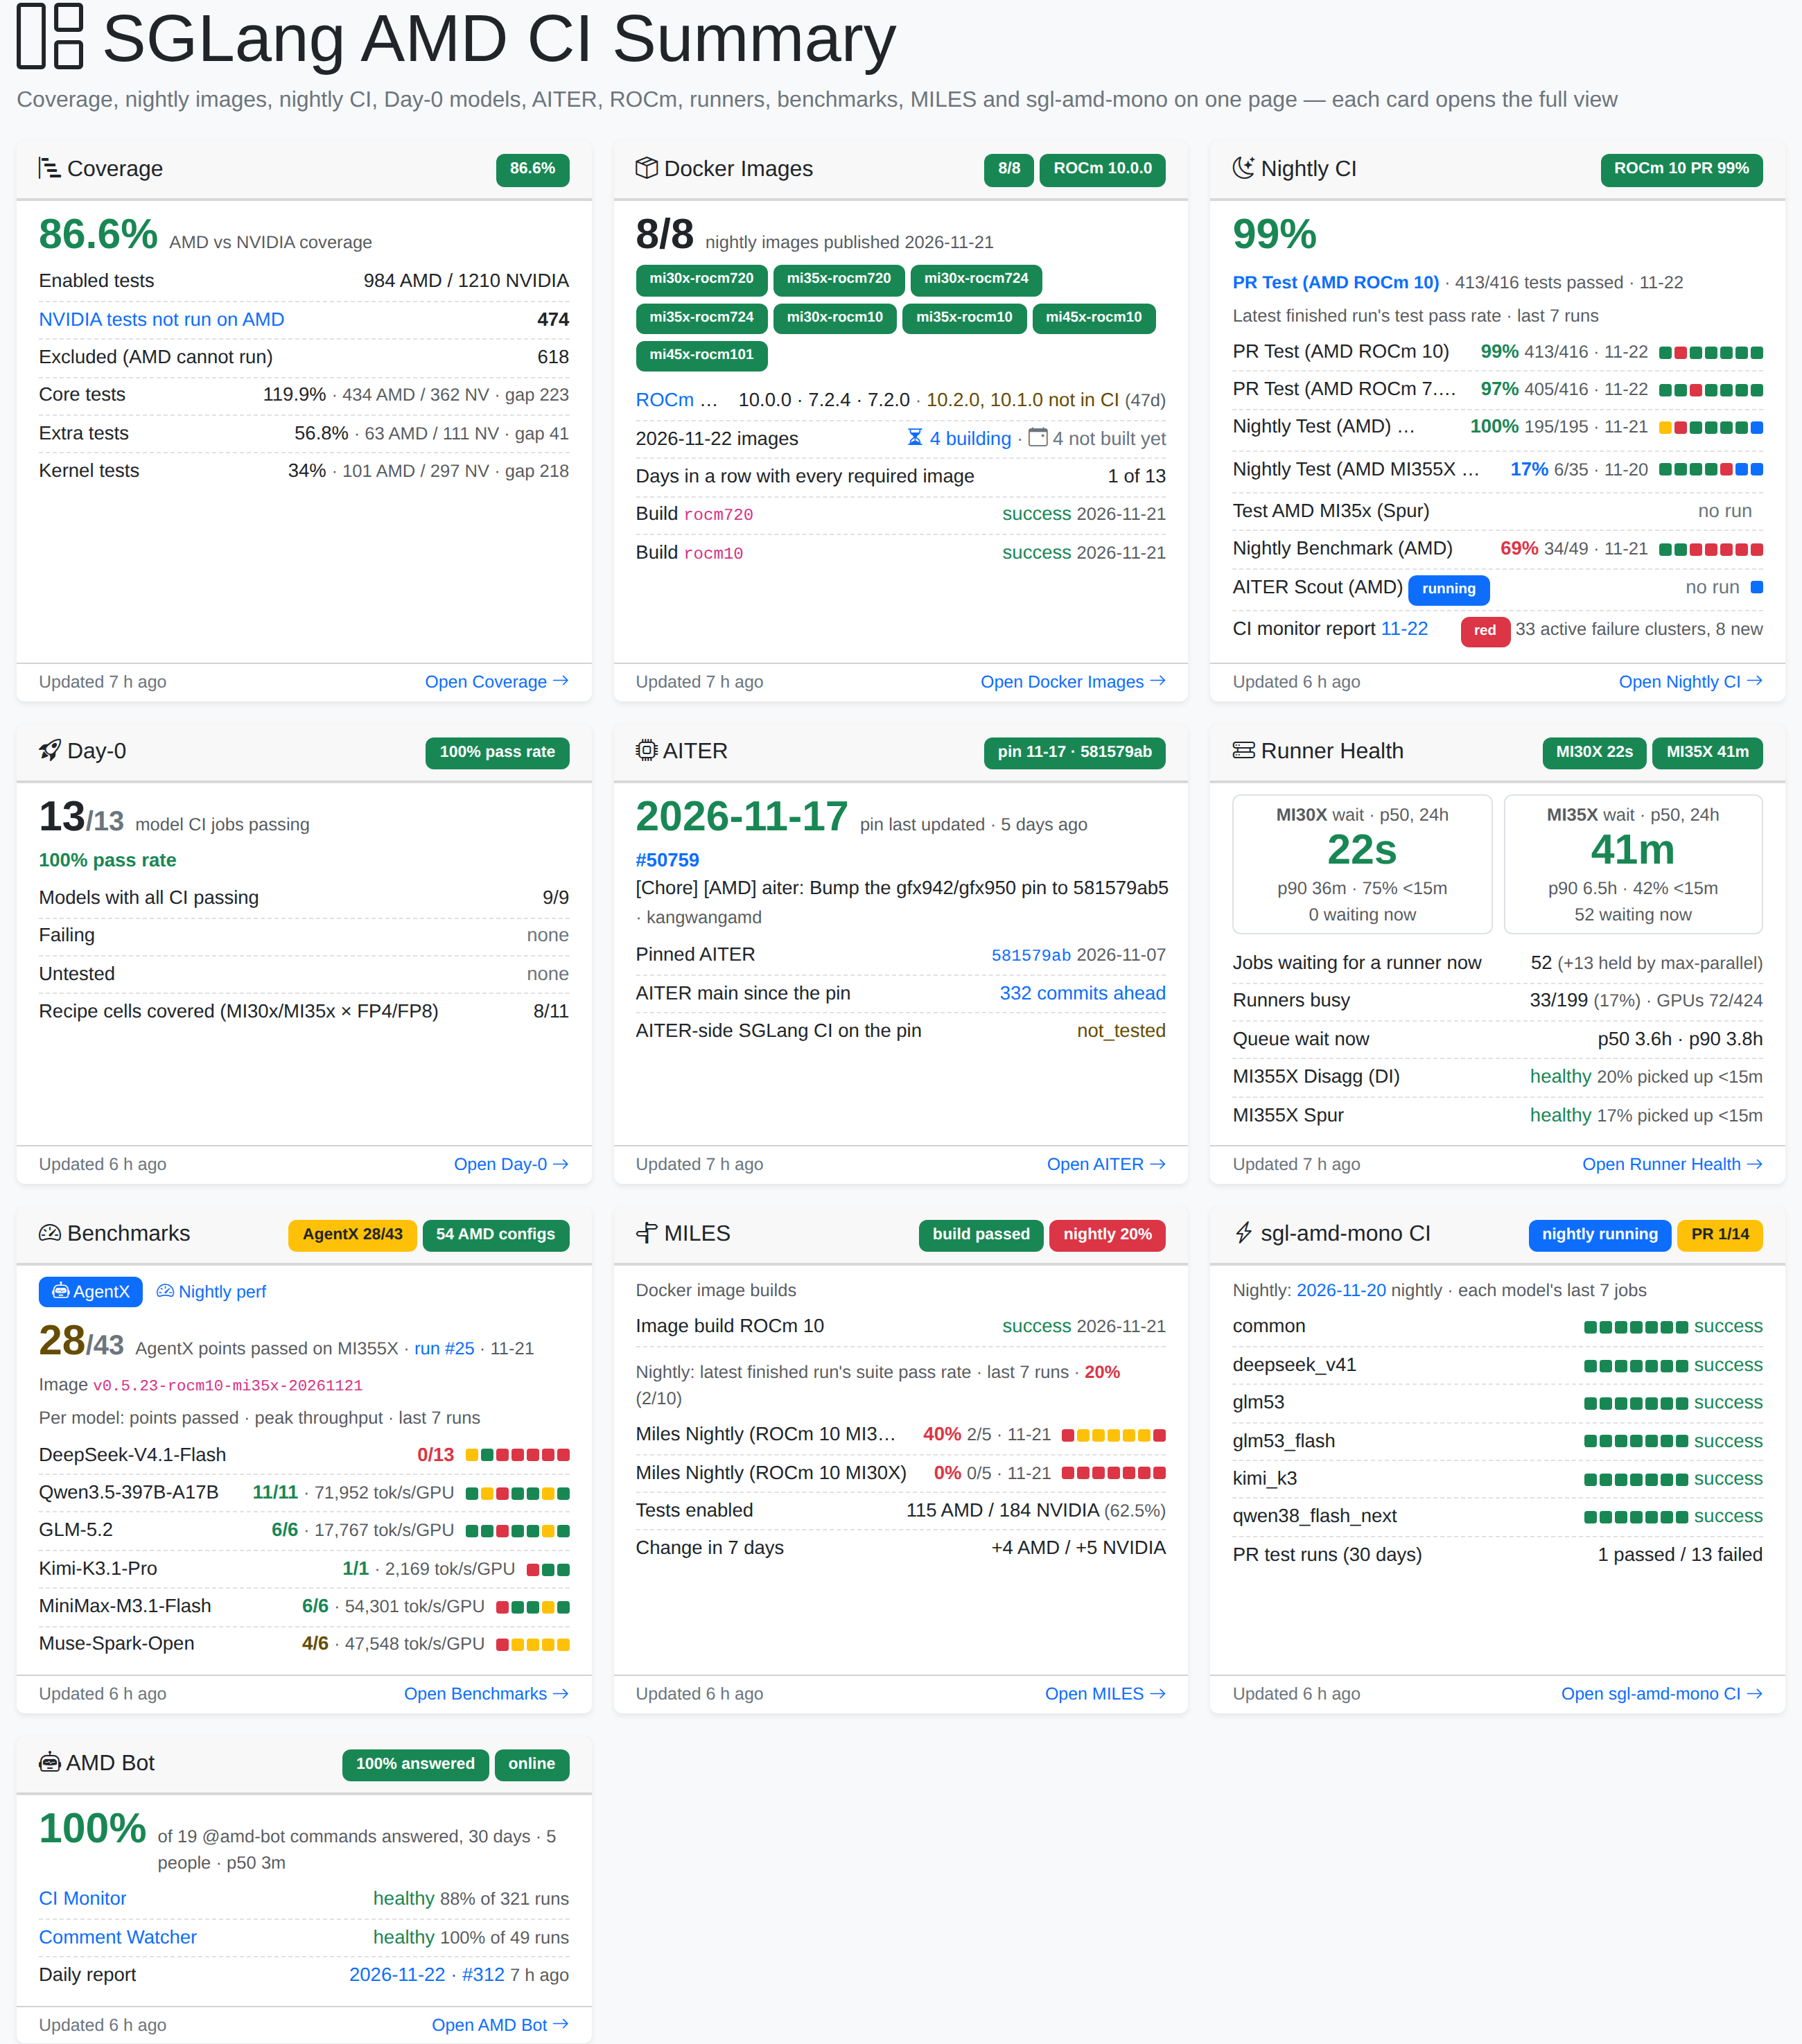 SGLang AMD CI Summary
Coverage, nightly images, nightly CI, Day-0 models, AITER, ROCm, runners, benchmarks, MILES and sgl-amd-mono on one page — each card opens the full view
Coverage 86.6%
86.6% AMD vs NVIDIA coverage
Enabled tests 984 AMD / 1210 NVIDIA
NVIDIA tests not run on AMD 474
Excluded (AMD cannot run) 618
Core tests 119.9% · 434 AMD / 362 NV · gap 223
Extra tests 56.8% · 63 AMD / 111 NV · gap 41
Kernel tests 34% · 101 AMD / 297 NV · gap 218
Updated 7 h ago Open Coverage →
Docker Images 8/8 ROCm 10.0.0
8/8 nightly images published 2026-11-21
mi30x-rocm720 mi35x-rocm720 mi30x-rocm724
mi35x-rocm724 mi30x-rocm10 mi35x-rocm10 mi45x-rocm10
mi45x-rocm101
ROCm … 10.0.0 · 7.2.4 · 7.2.0 · 10.2.0, 10.1.0 not in CI (47d)
2026-11-22 images 4 building · 4 not built yet
Days in a row with every required image 1 of 13
Build rocm720 success 2026-11-21
Build rocm10 success 2026-11-21
Updated 7 h ago Open Docker Images →
Nightly CI ROCm 10 PR 99%
99%
PR Test (AMD ROCm 10) · 413/416 tests passed · 11-22
Latest finished run's test pass rate · last 7 runs
PR Test (AMD ROCm 10) 99% 413/416 · 11-22
PR Test (AMD ROCm 7.… 97% 405/416 · 11-22
Nightly Test (AMD) … 100% 195/195 · 11-21
Nightly Test (AMD MI355X … 17% 6/35 · 11-20
Test AMD MI35x (Spur) no run
Nightly Benchmark (AMD) 69% 34/49 · 11-21
AITER Scout (AMD) running no run
CI monitor report 11-22 red 33 active failure clusters, 8 new
Updated 6 h ago Open Nightly CI →
Day-0 100% pass rate
13/13 model CI jobs passing
100% pass rate
Models with all CI passing 9/9
Failing none
Untested none
Recipe cells covered (MI30x/MI35x × FP4/FP8) 8/11
Updated 6 h ago Open Day-0 →
AITER pin 11-17 · 581579ab
2026-11-17 pin last updated · 5 days ago
#50759
[Chore] [AMD] aiter: Bump the gfx942/gfx950 pin to 581579ab5
· kangwangamd
Pinned AITER 581579ab 2026-11-07
AITER main since the pin 332 commits ahead
AITER-side SGLang CI on the pin not_tested
Updated 7 h ago Open AITER →
Runner Health MI30X 22s MI35X 41m
MI30X wait · p50, 24h
22s
p90 36m · 75% <15m
0 waiting now
MI35X wait · p50, 24h
41m
p90 6.5h · 42% <15m
52 waiting now
Jobs waiting for a runner now 52 (+13 held by max-parallel)
Runners busy 33/199 (17%) · GPUs 72/424
Queue wait now p50 3.6h · p90 3.8h
MI355X Disagg (DI) healthy 20% picked up <15m
MI355X Spur healthy 17% picked up <15m
Updated 7 h ago Open Runner Health →
Benchmarks AgentX 28/43 54 AMD configs
AgentX Nightly perf
28/43 AgentX points passed on MI355X · run #25 · 11-21
Image v0.5.23-rocm10-mi35x-20261121
Per model: points passed · peak throughput · last 7 runs
DeepSeek-V4.1-Flash 0/13
Qwen3.5-397B-A17B 11/11 · 71,952 tok/s/GPU
GLM-5.2 6/6 · 17,767 tok/s/GPU
Kimi-K3.1-Pro 1/1 · 2,169 tok/s/GPU
MiniMax-M3.1-Flash 6/6 · 54,301 tok/s/GPU
Muse-Spark-Open 4/6 · 47,548 tok/s/GPU
Updated 6 h ago Open Benchmarks →
MILES build passed nightly 20%
Docker image builds
Image build ROCm 10 success 2026-11-21
Nightly: latest finished run's suite pass rate · last 7 runs · 20%
(2/10)
Miles Nightly (ROCm 10 MI3… 40% 2/5 · 11-21
Miles Nightly (ROCm 10 MI30X) 0% 0/5 · 11-21
Tests enabled 115 AMD / 184 NVIDIA (62.5%)
Change in 7 days +4 AMD / +5 NVIDIA
Updated 6 h ago Open MILES →
sgl-amd-mono CI nightly running PR 1/14
Nightly: 2026-11-20 nightly · each model's last 7 jobs
common success
deepseek_v41 success
glm53 success
glm53_flash success
kimi_k3 success
qwen38_flash_next success
PR test runs (30 days) 1 passed / 13 failed
Updated 6 h ago Open sgl-amd-mono CI →
AMD Bot 100% answered online
100% of 19 @amd-bot commands answered, 30 days · 5
people · p50 3m
CI Monitor healthy 88% of 321 runs
Comment Watcher healthy 100% of 49 runs
Daily report 2026-11-22 · #312 7 h ago
Updated 6 h ago Open AMD Bot →